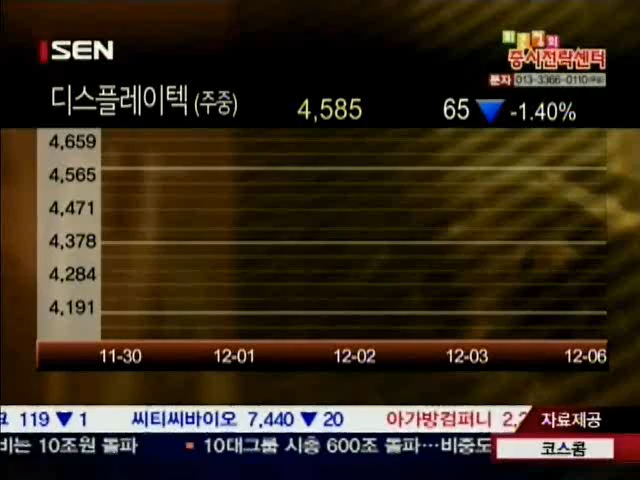 SEN
의
증시전략센터
문자 013-3366-0110
디스플레이텍 (주중) 4,585 65 ▼ -1.40%
4,659
4,565
4,471
4,378
4,284
4,191
11-30 12-01 12-02 12-03 12-06
119 ▼ 1 씨티씨바이오 7,440 ▼ 20 아가방컴퍼니 2,2
자료제공
비는 10조원 돌파 ▪ 10대그룹 시총 600조 돌파…비중도
코스콤